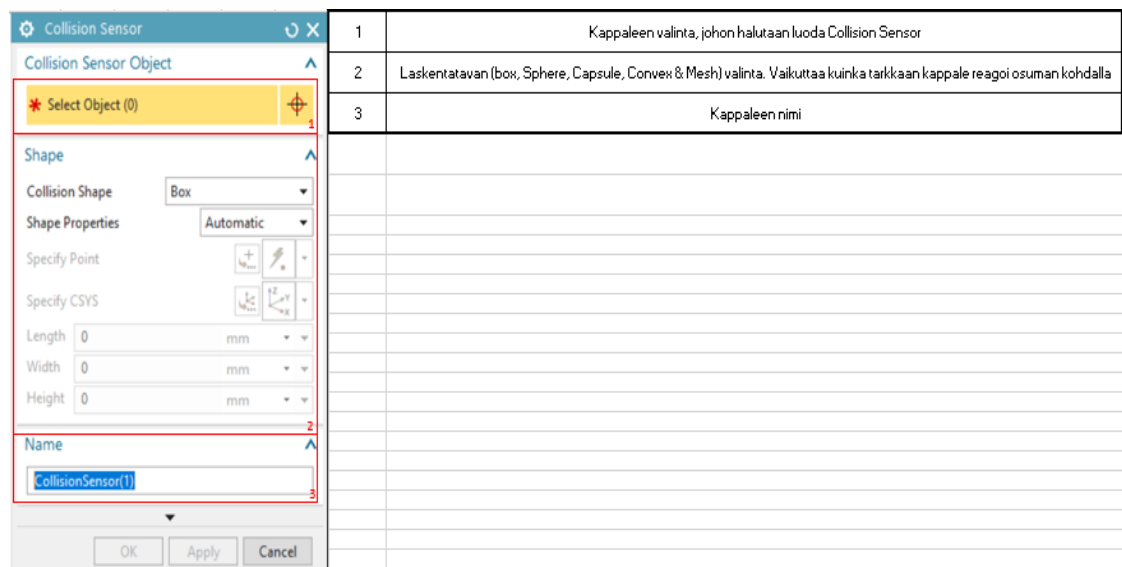 Collision Sensor
Collision Sensor Object
* Select Object (0)
1
Shape
Collision Shape Box
Shape Properties Automatic
Specify Point
Specify CSYS
Z Y X
Length 0 mm
Width 0 mm
Height 0 mm
2
Name
CollisionSensor(1)
3
OK Apply Cancel
1 Kappaleen valinta, johon halutaan luoda Collision Sensor
2 Laskentatavan (box, Sphere, Capsule, Convex & Mesh) valinta. Vaikuttaa kuinka tarkkaan kappale reagoi osuman kohdalla
3 Kappaleen nimi